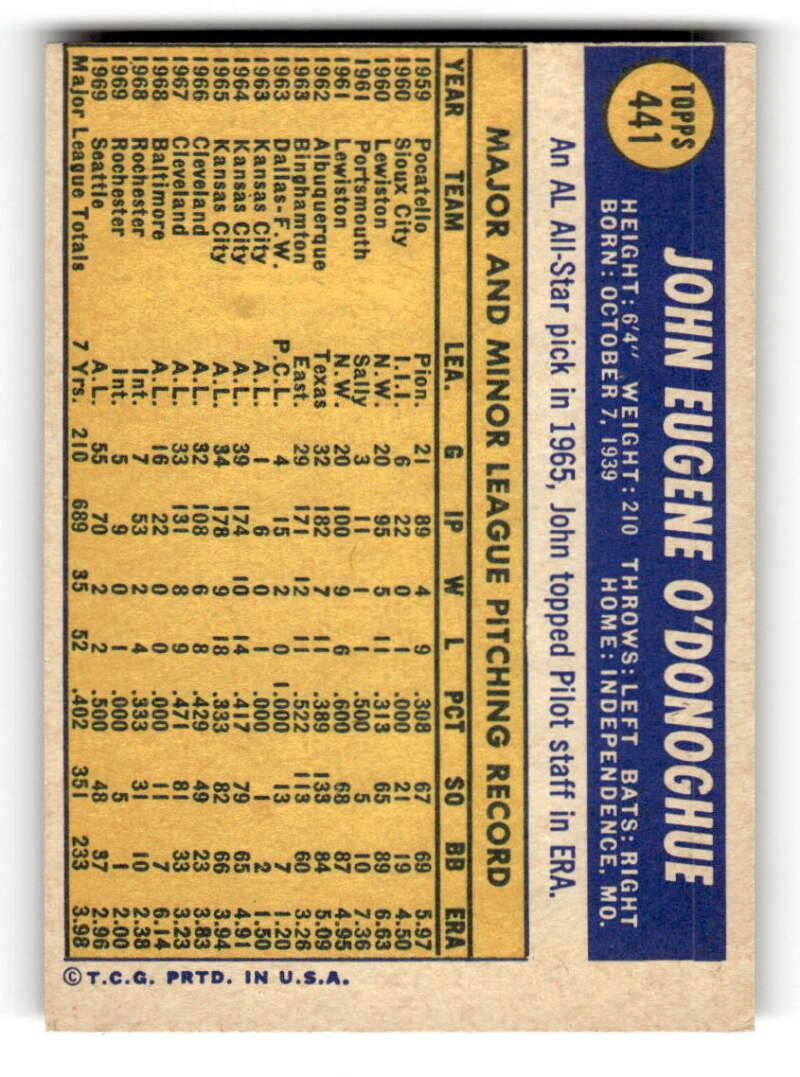 TOPPS
441
JOHN EUGENE O'DONOGHUE
HEIGHT: 6'4" WEIGHT: 210 THROWS: LEFT BATS: RIGHT
BORN: OCTOBER 7, 1939 HOME: INDEPENDENCE, MO.
An AL All-Star pick in 1965, John topped Pilot staff in ERA.
MAJOR AND MINOR LEAGUE PITCHING RECORD
YEAR TEAM LEA. G IP W L PCT SO BB ERA
1959 Pocatello Pion. 21 89 4 9 .308 67 69 5.97
1960 Sioux City I.I.I. 6 22 0 1 .000 21 19 4.50
1960 Lewiston N.W. 20 95 5 11 .313 65 89 6.63
1961 Portsmouth Sally 3 11 1 1 .500 5 10 7.36
1961 Lewiston N.W. 20 100 9 6 .600 68 87 4.95
1962 Albuquerque Texas 32 182 7 11 .389 133 84 5.09
1963 Binghamton East. 29 171 12 11 .522 113 60 3.26
1963 Dallas-F.W. P.C.L. 4 15 2 0 1.000 13 7 1.20
1963 Kansas City A.L. 1 6 0 1 .000 1 2 1.50
1964 Kansas City A.L. 39 174 10 14 .417 79 65 4.91
1965 Kansas City A.L. 34 178 9 18 .333 82 66 3.94
1966 Cleveland A.L. 32 108 6 8 .429 49 23 3.83
1967 Cleveland A.L. 33 131 8 9 .471 81 33 3.23
1968 Baltimore A.L. 16 22 0 0 .000 11 7 6.14
1968 Rochester Int. 7 53 2 4 .333 31 10 2.38
1969 Rochester Int. 5 9 0 1 .000 5 1 2.00
1969 Seattle A.L. 55 70 2 2 .500 48 37 2.96
Major League Totals 7 Yrs. 210 689 35 52 .402 351 233 3.98
© T.C.G. PRTD. IN U.S.A.